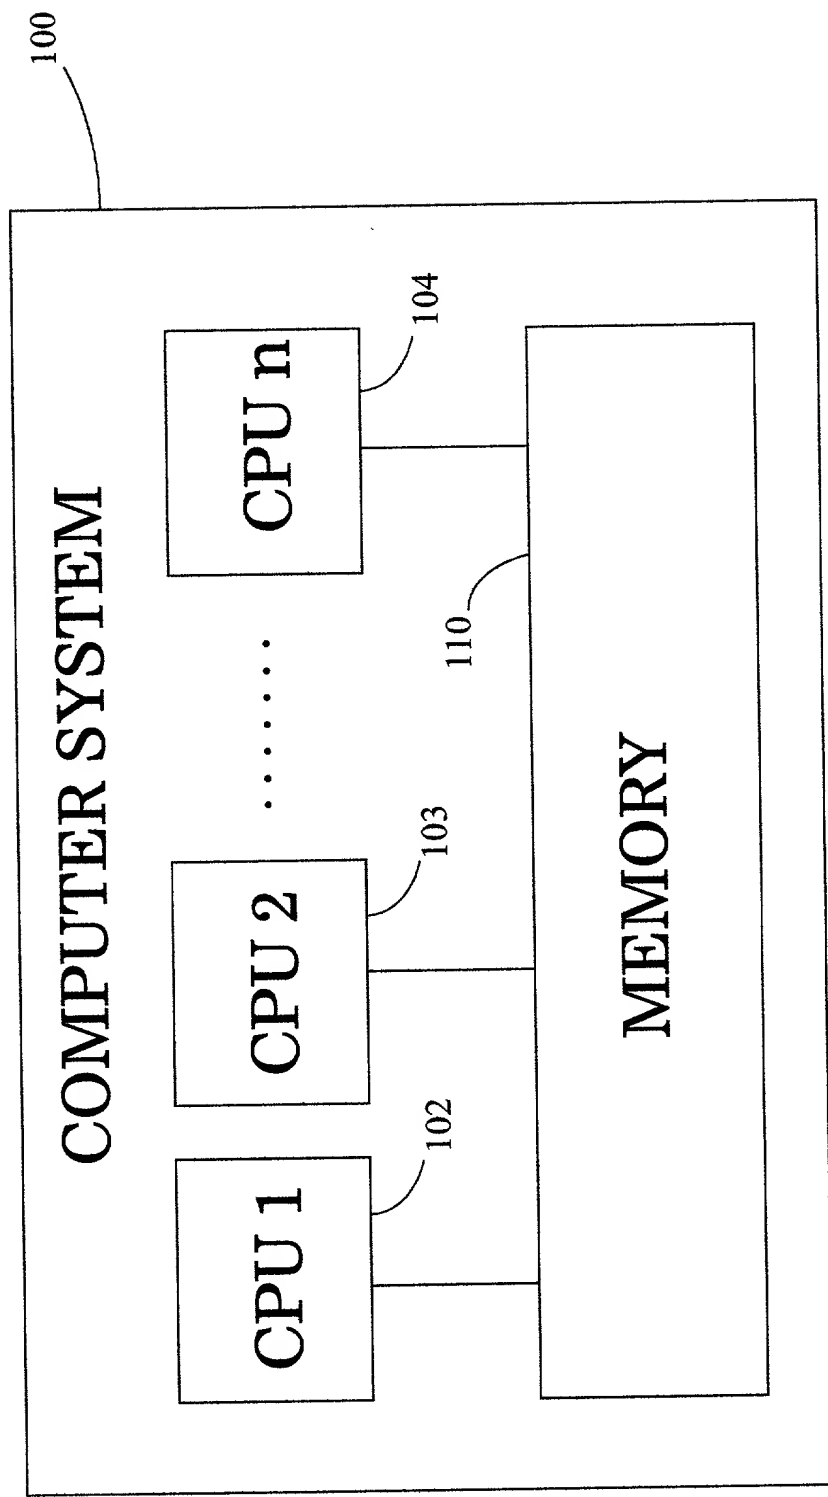 100
COMPUTER SYSTEM
CPU 1
CPU 2
.......
CPU n
102
103
104
110
MEMORY